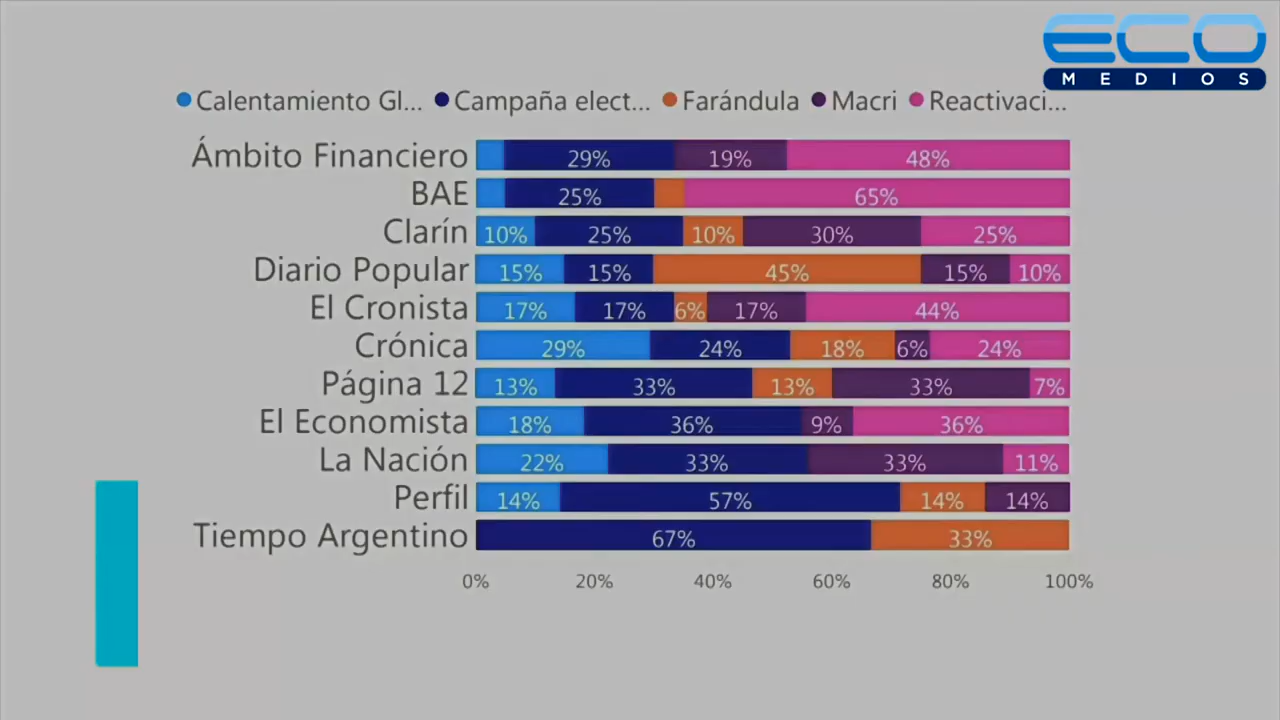 ECO
MEDIOS
Calentamiento Gl... Campaña elect... Farándula Macri Reactivaci...
Ámbito Financiero 29% 19% 48%
BAE 25% 65%
Clarín 10% 25% 10% 30% 25%
Diario Popular 15% 15% 45% 15% 10%
El Cronista 17% 17% 6% 17% 44%
Crónica 29% 24% 18% 6% 24%
Página 12 13% 33% 13% 33% 7%
El Economista 18% 36% 9% 36%
La Nación 22% 33% 33% 11%
Perfil 14% 57% 14% 14%
Tiempo Argentino 67% 33%
0% 20% 40% 60% 80% 100%